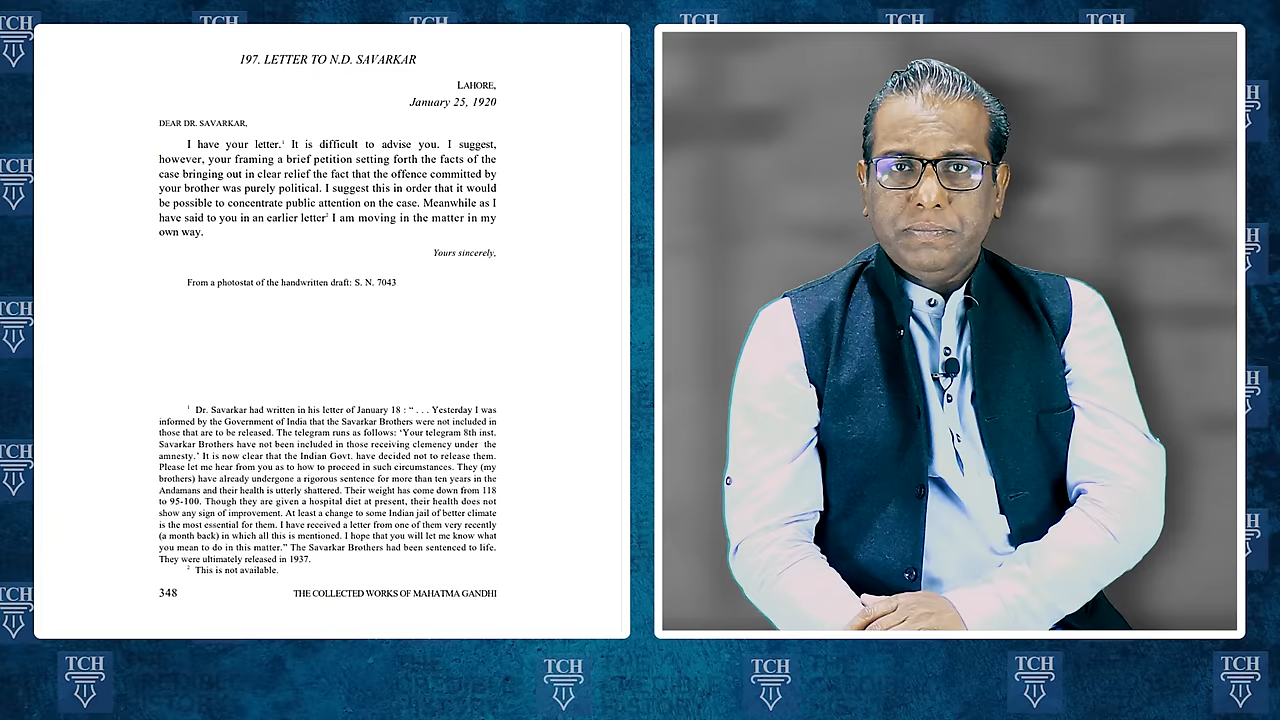 197. LETTER TO N.D. SAVARKAR
LAHORE,
January 25, 1920
DEAR DR. SAVARKAR,
I have your letter.1 It is difficult to advise you. I suggest,
however, your framing a brief petition setting forth the facts of the
case bringing out in clear relief the fact that the offence committed by
your brother was purely political. I suggest this in order that it would
be possible to concentrate public attention on the case. Meanwhile as I
have said to you in an earlier letter2 I am moving in the matter in my
own way.
Yours sincerely,
From a photostat of the handwritten draft: S. N. 7043
1 Dr. Savarkar had written in his letter of January 18 : “ . . . Yesterday I was
informed by the Government of India that the Savarkar Brothers were not included in
those that are to be released. The telegram runs as follows: ‘Your telegram 8th inst.
Savarkar Brothers have not been included in those receiving clemency under the
amnesty.’ It is now clear that the Indian Govt. have decided not to release them.
Please let me hear from you as to how to proceed in such circumstances. They (my
brothers) have already undergone a rigorous sentence for more than ten years in the
Andamans and their health is utterly shattered. Their weight has come down from 118
to 95-100. Though they are given a hospital diet at present, their health does not
show any sign of improvement. At least a change to some Indian jail of better climate
is the most essential for them. I have received a letter from one of them very recently
(a month back) in which all this is mentioned. I hope that you will let me know what
you mean to do in this matter.” The Savarkar Brothers had been sentenced to life.
They were ultimately released in 1937.
2 This is not available.
348 THE COLLECTED WORKS OF MAHATMA GANDHI
TCH
TCH
TCH
TCH
TCH
TCH
TCH
TCH
TCH
TCH
TCH